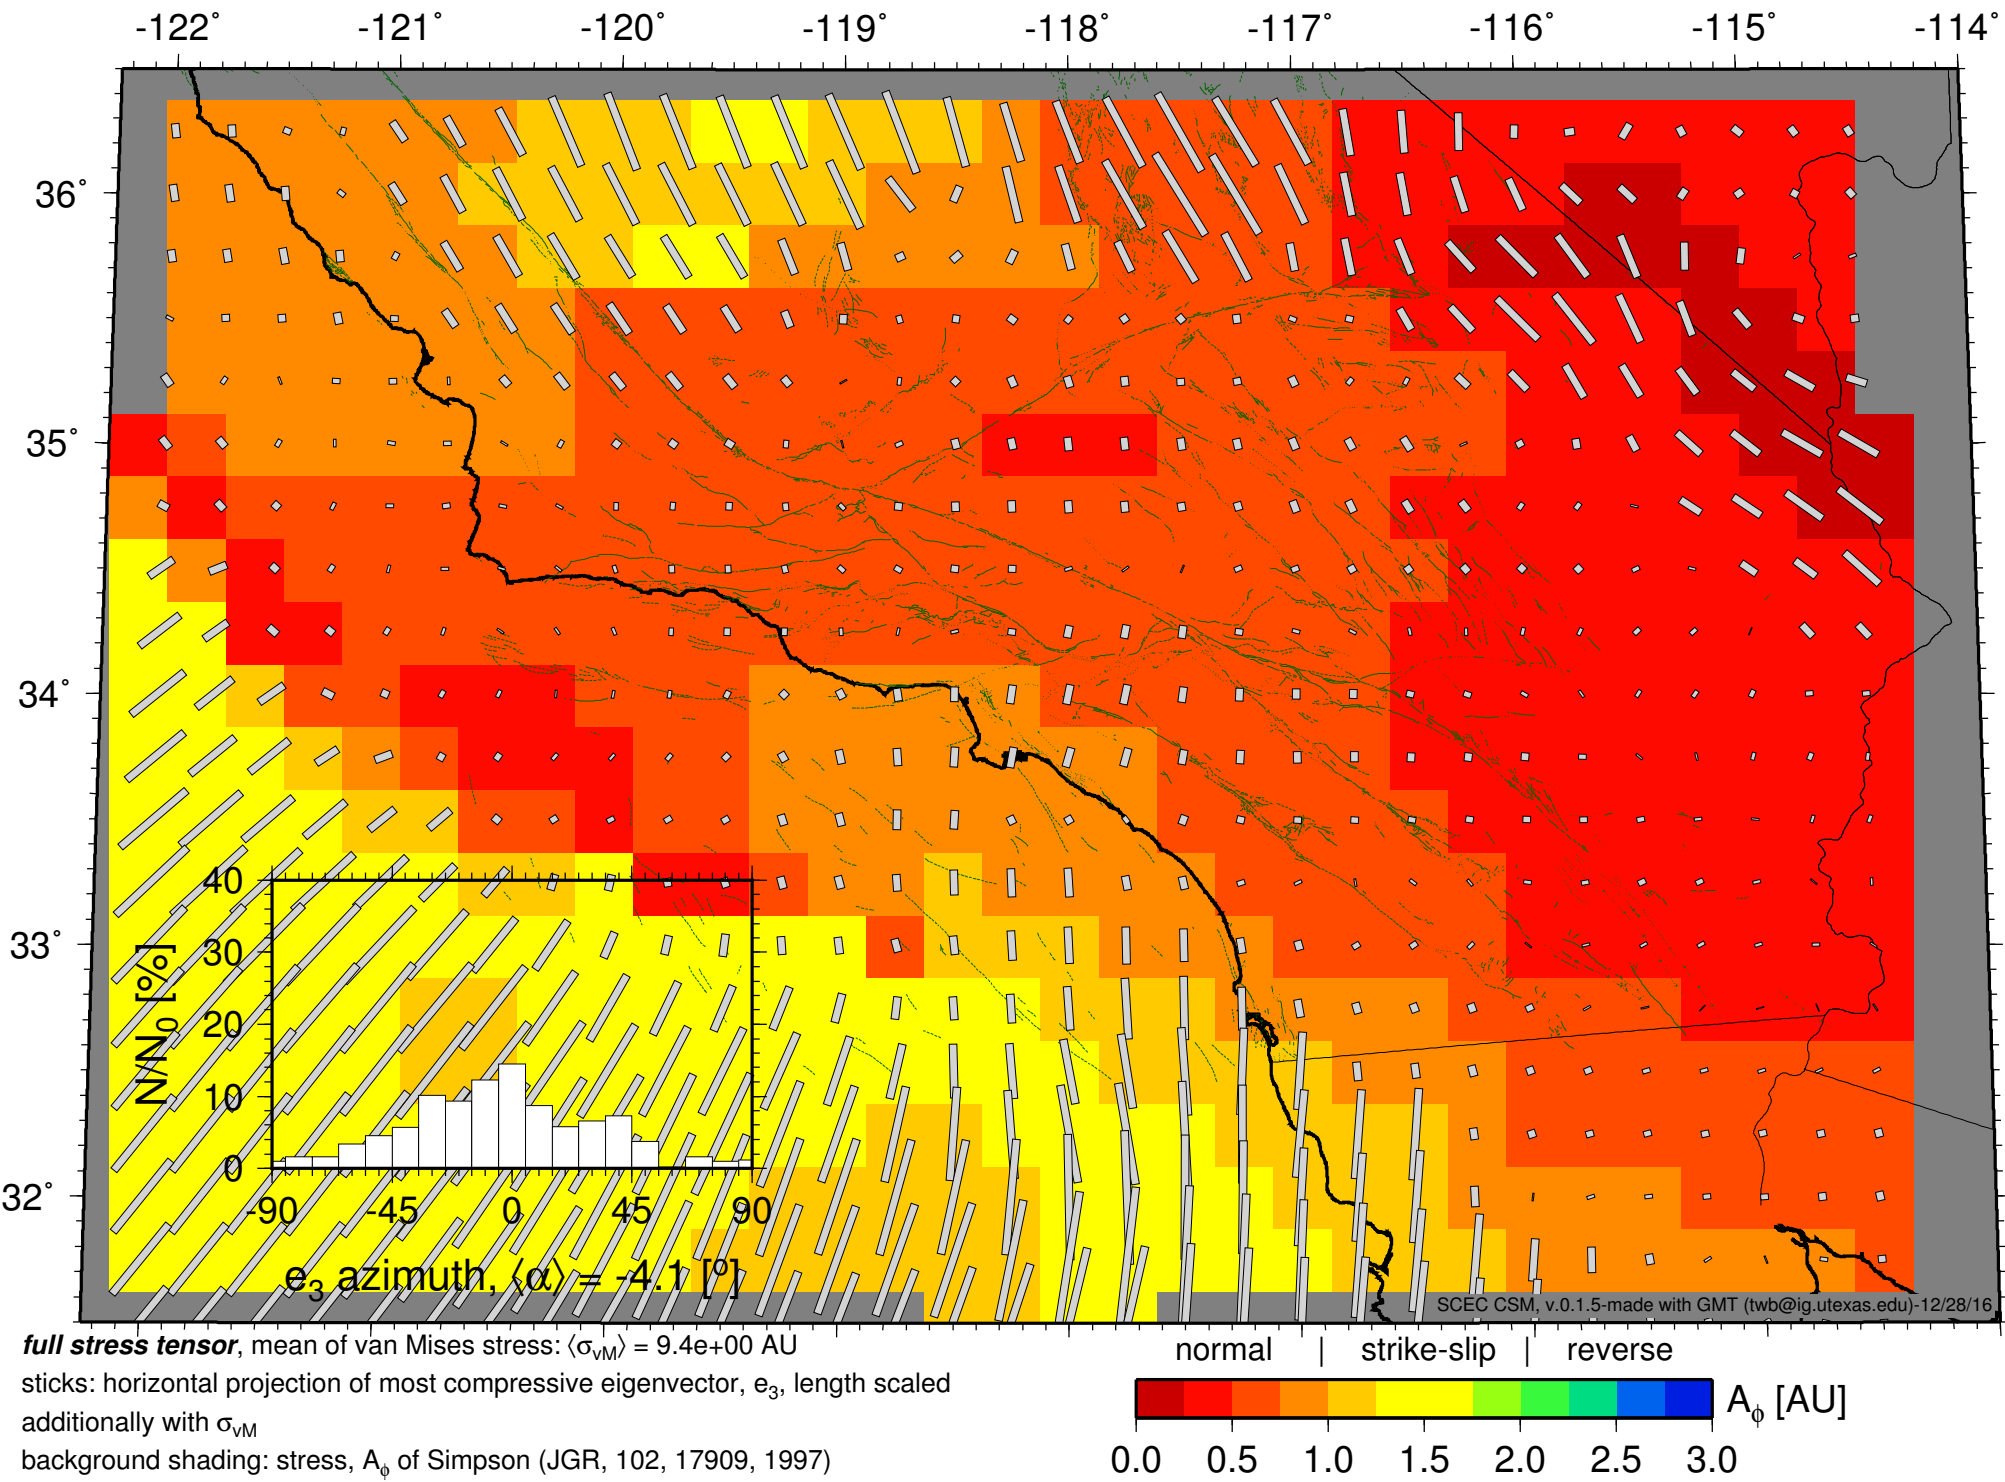 -122° -121° -120° -119° -118° -117° -116° -115° -114°
36°
35°
34°
33°
32°
40
30
20
10
0
N/N₀ [%]
-90 -45 0 45 90
e₃ azimuth, ⟨α⟩ = -4.1 [°]
SCEC CSM, v.0.1.5-made with GMT (twb@ig.utexas.edu)-12/28/16
full stress tensor, mean of van Mises stress: ⟨σvM⟩ = 9.4e+00 AU
sticks: horizontal projection of most compressive eigenvector, e₃, length scaled
additionally with σvM
background shading: stress, Aϕ of Simpson (JGR, 102, 17909, 1997)
normal | strike-slip | reverse
Aϕ [AU]
0.0 0.5 1.0 1.5 2.0 2.5 3.0